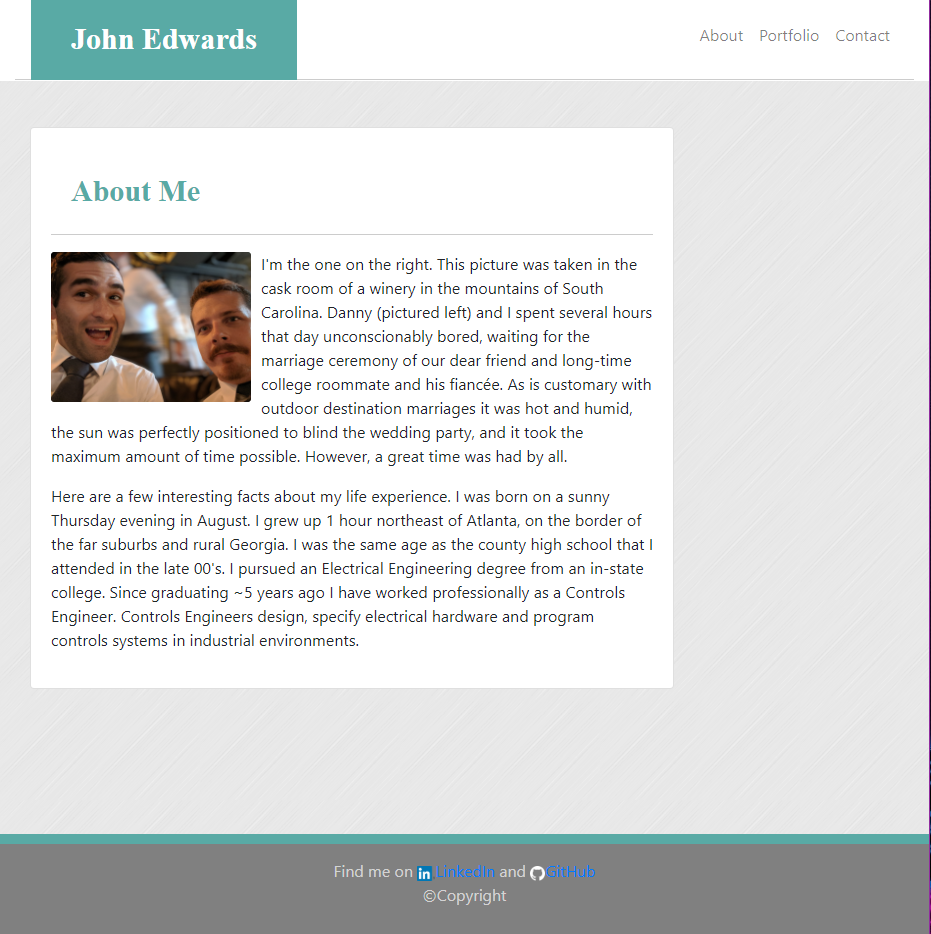 John Edwards
About Portfolio Contact
About Me
I'm the one on the right. This picture was taken in the
cask room of a winery in the mountains of South
Carolina. Danny (pictured left) and I spent several hours
that day unconscionably bored, waiting for the
marriage ceremony of our dear friend and long-time
college roommate and his fiancée. As is customary with
outdoor destination marriages it was hot and humid,
the sun was perfectly positioned to blind the wedding party, and it took the
maximum amount of time possible. However, a great time was had by all.
Here are a few interesting facts about my life experience. I was born on a sunny
Thursday evening in August. I grew up 1 hour northeast of Atlanta, on the border of
the far suburbs and rural Georgia. I was the same age as the county high school that I
attended in the late 00's. I pursued an Electrical Engineering degree from an in-state
college. Since graduating ~5 years ago I have worked professionally as a Controls
Engineer. Controls Engineers design, specify electrical hardware and program
controls systems in industrial environments.
Find me on in LinkedIn and GitHub
©Copyright